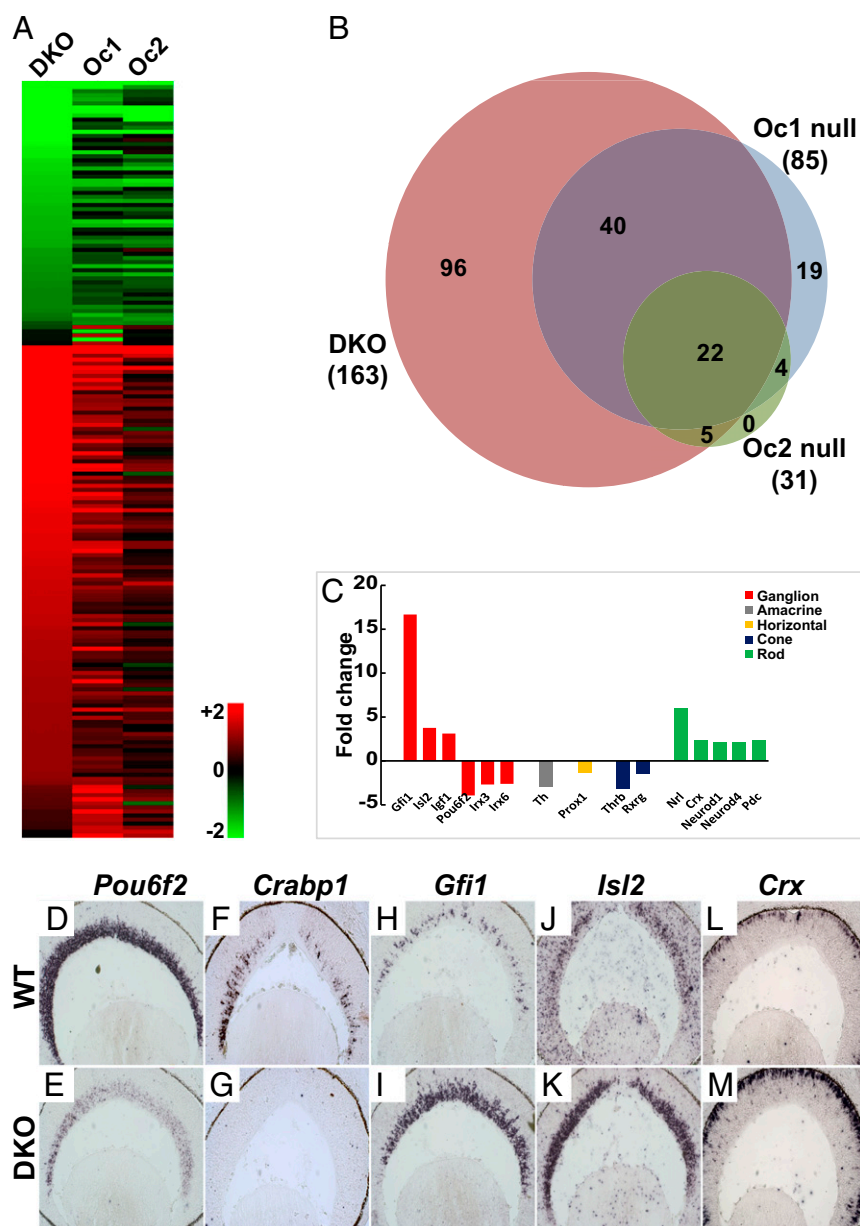 A
DKO Oc1 Oc2
+2
0
-2
B
Oc1 null
(85)
40
96
19
DKO
(163)
22
4
5
0
Oc2 null
(31)
C
Fold change
20
15
10
5
0
-5
Ganglion
Amacrine
Horizontal
Cone
Rod
Gfi1 Isl2 Igf1 Pou6f2 Irx3 Irx6 Th Prox1 Thrb Rxrg Nrl Crx Neurod1 Neurod4 Pdc
Pou6f2 Crabp1 Gfi1 Isl2 Crx
WT
D F H J L
DKO
E G I K M